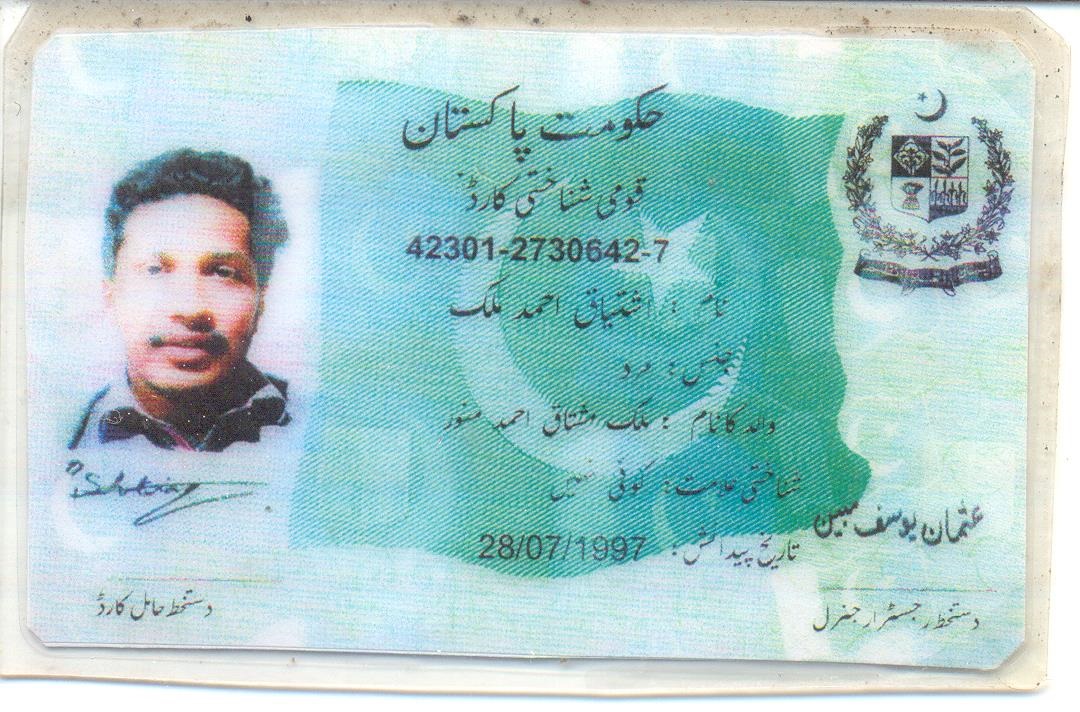 حکومت پاکستان
قومی شناختی کارڈ
42301-2730642-7
نام : اشتیاق احمد ملک
جنس : مرد
والد کا نام : ملک مشتاق احمد منور
شناختی علامت : کوئی نہیں
تاریخ پیدائش : 28/07/1997
عثمان یوسف مبین
دستخط رجسٹرار جنرل
دستخط حامل کارڈ